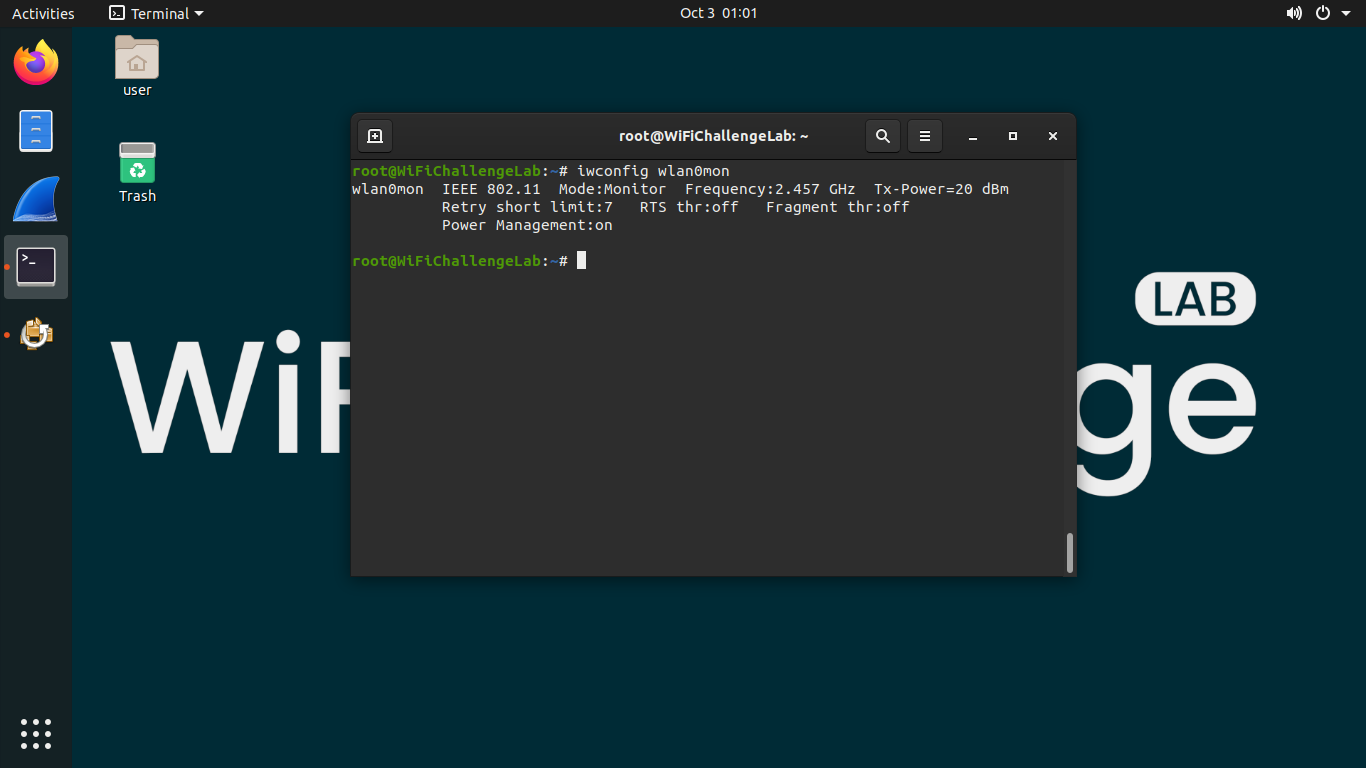 Activities
Terminal
Oct 3 01:01
user
Trash
root@WiFiChallengeLab: ~
root@WiFiChallengeLab:~# iwconfig wlan0mon
wlan0mon  IEEE 802.11  Mode:Monitor  Frequency:2.457 GHz  Tx-Power=20 dBm
          Retry short limit:7   RTS thr:off   Fragment thr:off
          Power Management:on
root@WiFiChallengeLab:~#
LAB
WiF
ge